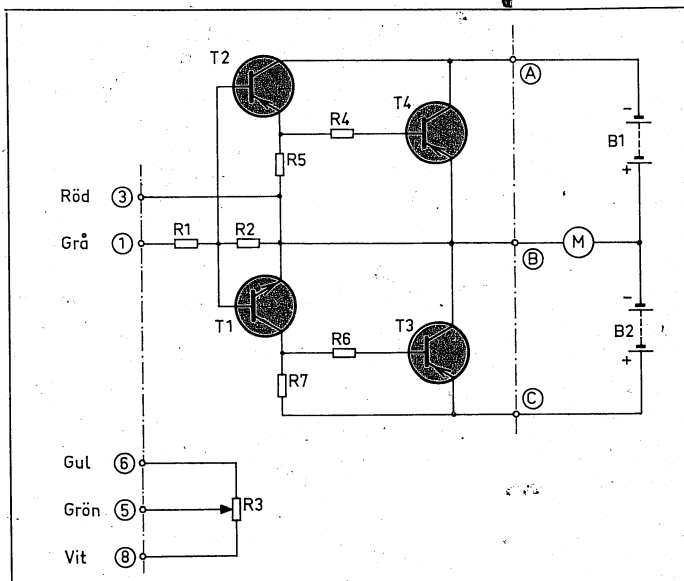 T2
A
T4
R4
B1
-
+
R5
Röd 3
Grå 1 R1 R2
M
B
T1
T3
R6
B2
-
+
R7
C
Gul 6
Grön 5 R3
Vit 8